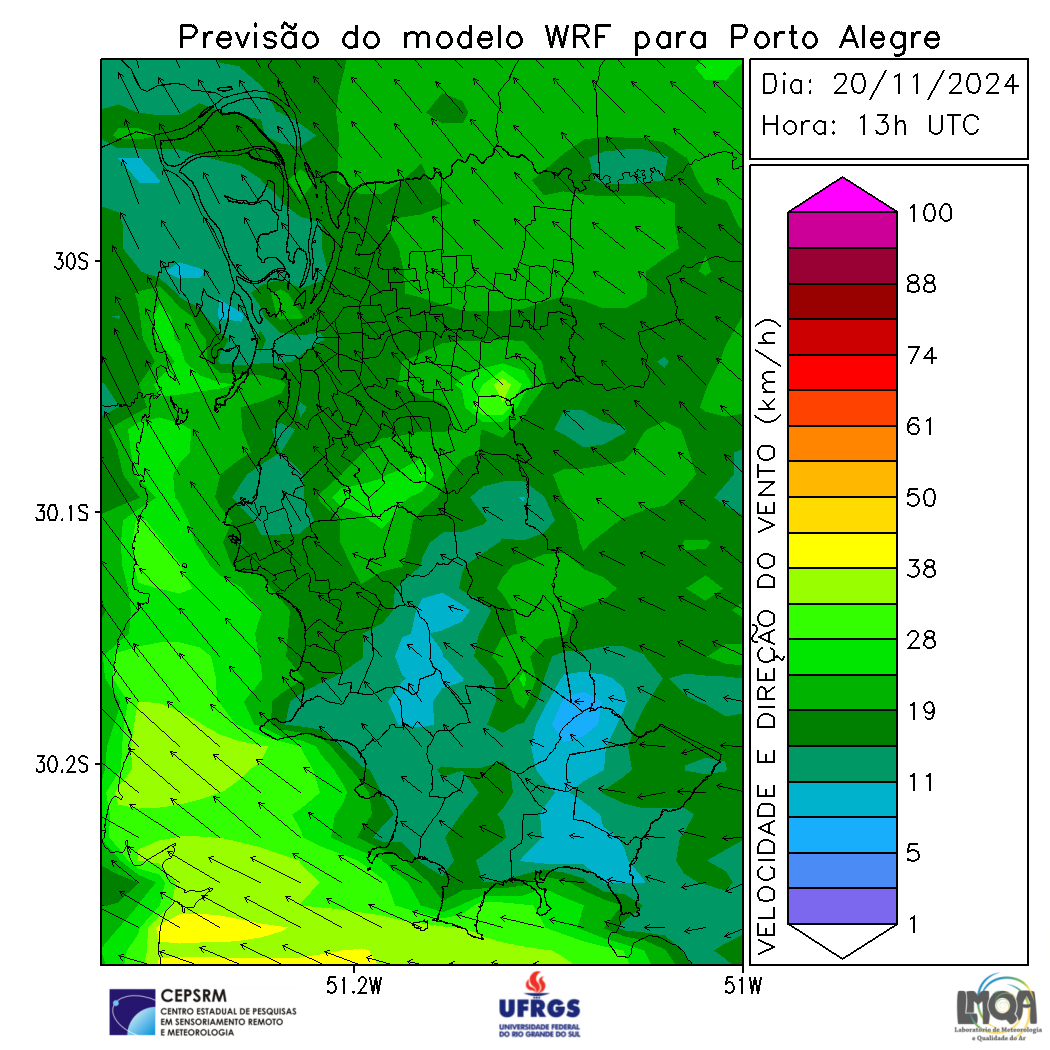 Previsão do modelo WRF para Porto Alegre
Dia: 20/11/2024
Hora: 13h UTC
30S
30.1S
30.2S
51.2W
51W
VELOCIDADE E DIREÇÃO DO VENTO (km/h)
100
88
74
61
50
38
28
19
11
5
1
CEPSRM
CENTRO ESTADUAL DE PESQUISAS
EM SENSORIAMENTO REMOTO
E METEOROLOGIA
UFRGS
UNIVERSIDADE FEDERAL
DO RIO GRANDE DO SUL
LMQA
Laboratório de Meteorologia
e Qualidade do Ar